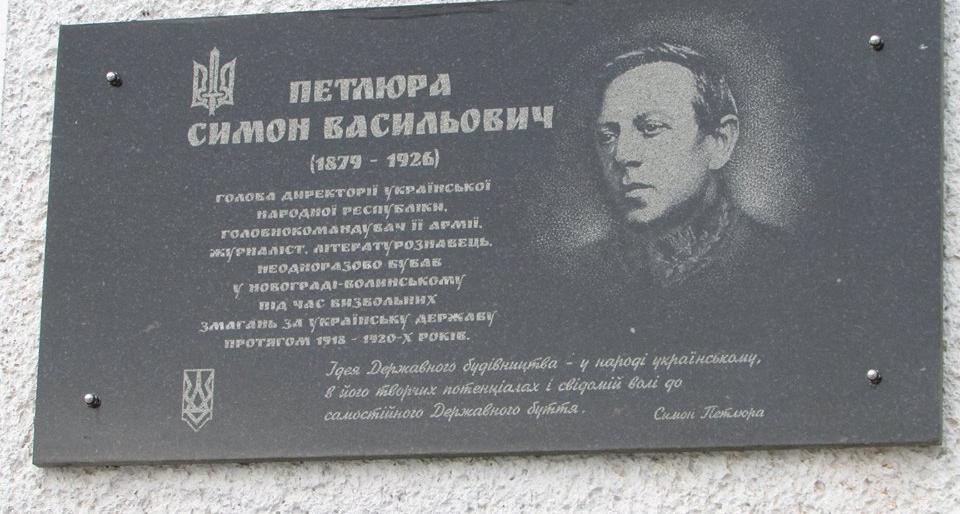 ПЕТЛЮРА
СИМОН ВАСИЛЬОВИЧ
(1879 - 1926)
ГОЛОВА ДИРЕКТОРІЇ УКРАЇНСЬКОЇ
НАРОДНОЇ РЕСПУБЛІКИ,
ГОЛОВНОКОМАНДУВАЧ ЇЇ АРМІЇ,
ЖУРНАЛІСТ, ЛІТЕРАТУРОЗНАВЕЦЬ,
НЕОДНОРАЗОВО БУВАВ
У НОВОГРАДІ-ВОЛИНСЬКОМУ
ПІД ЧАС ВИЗВОЛЬНИХ
ЗМАГАНЬ ЗА УКРАЇНСЬКУ ДЕРЖАВУ
ПРОТЯГОМ 1918 - 1920-Х РОКІВ.
Ідея Державного будівництва - у народі українському,
в його творчих потенціалах і свідомій волі до
самостійного Державного буття.
Симон Петлюра